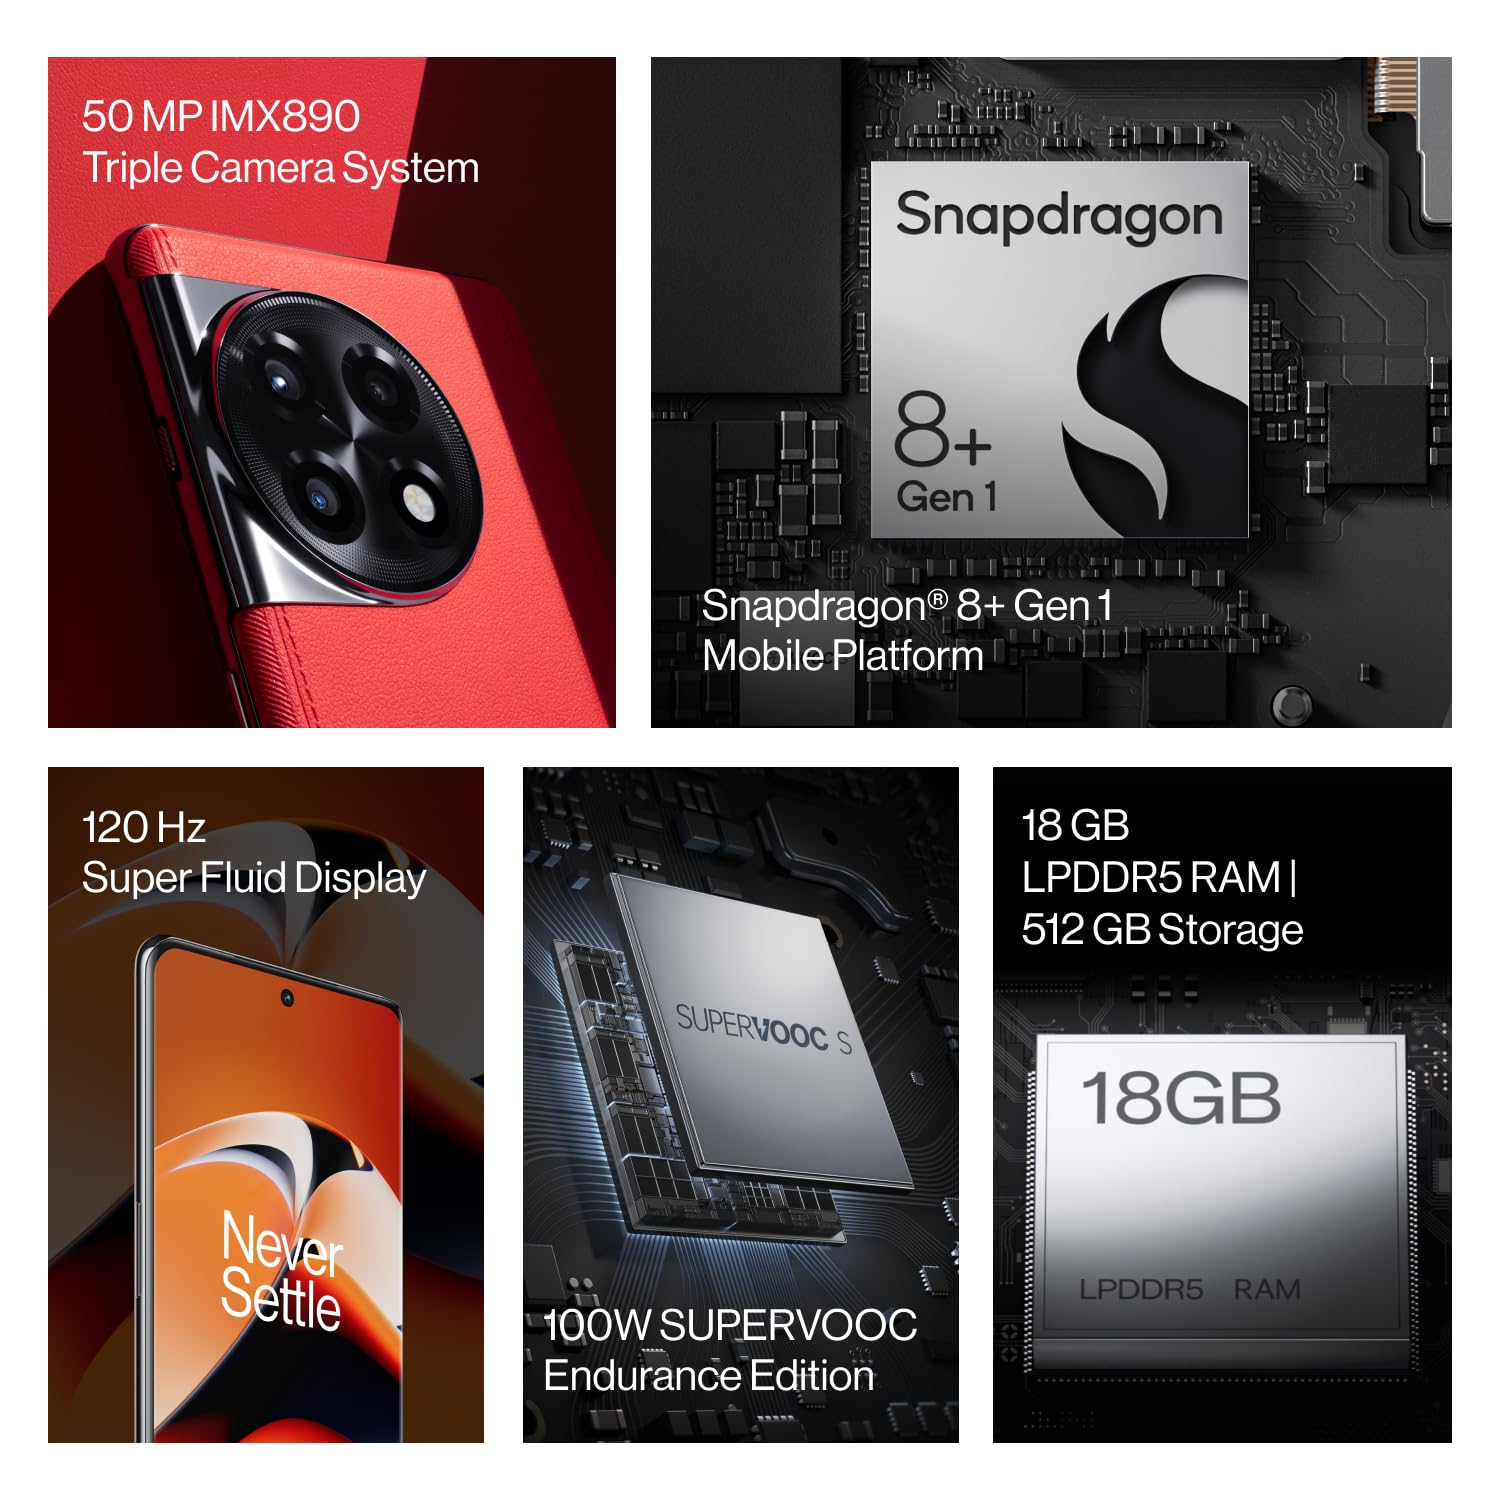 50 MP IMX890
Triple Camera System
Snapdragon
8+
Gen 1
Snapdragon® 8+ Gen 1
Mobile Platform
120 Hz
Super Fluid Display
Never
Settle
SUPERVOOC S
100W SUPERVOOC
Endurance Edition
18 GB
LPDDR5 RAM |
512 GB Storage
18GB
LPDDR5 RAM